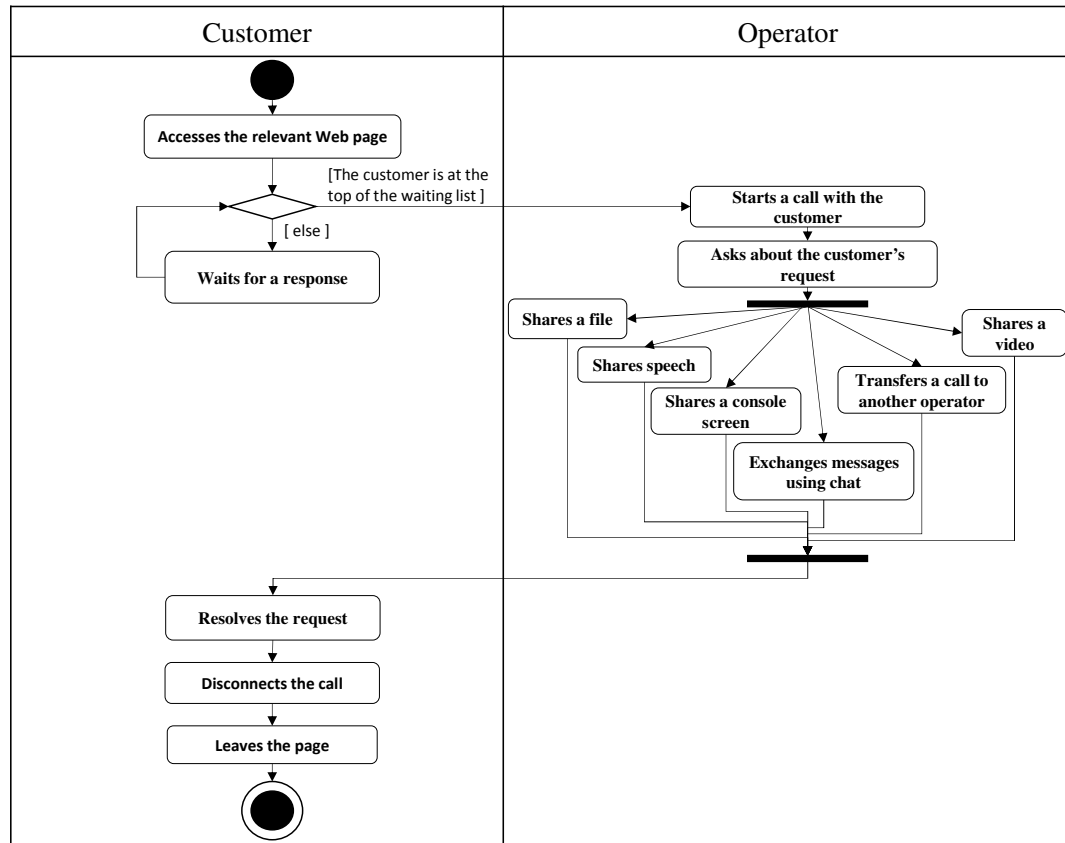 Customer
Operator
Accesses the relevant Web page
[The customer is at the
top of the waiting list ]
[ else ]
Waits for a response
Starts a call with the
customer
Asks about the customer’s
request
Shares a file
Shares a
video
Shares speech
Transfers a call to
another operator
Shares a console
screen
Exchanges messages
using chat
Resolves the request
Disconnects the call
Leaves the page